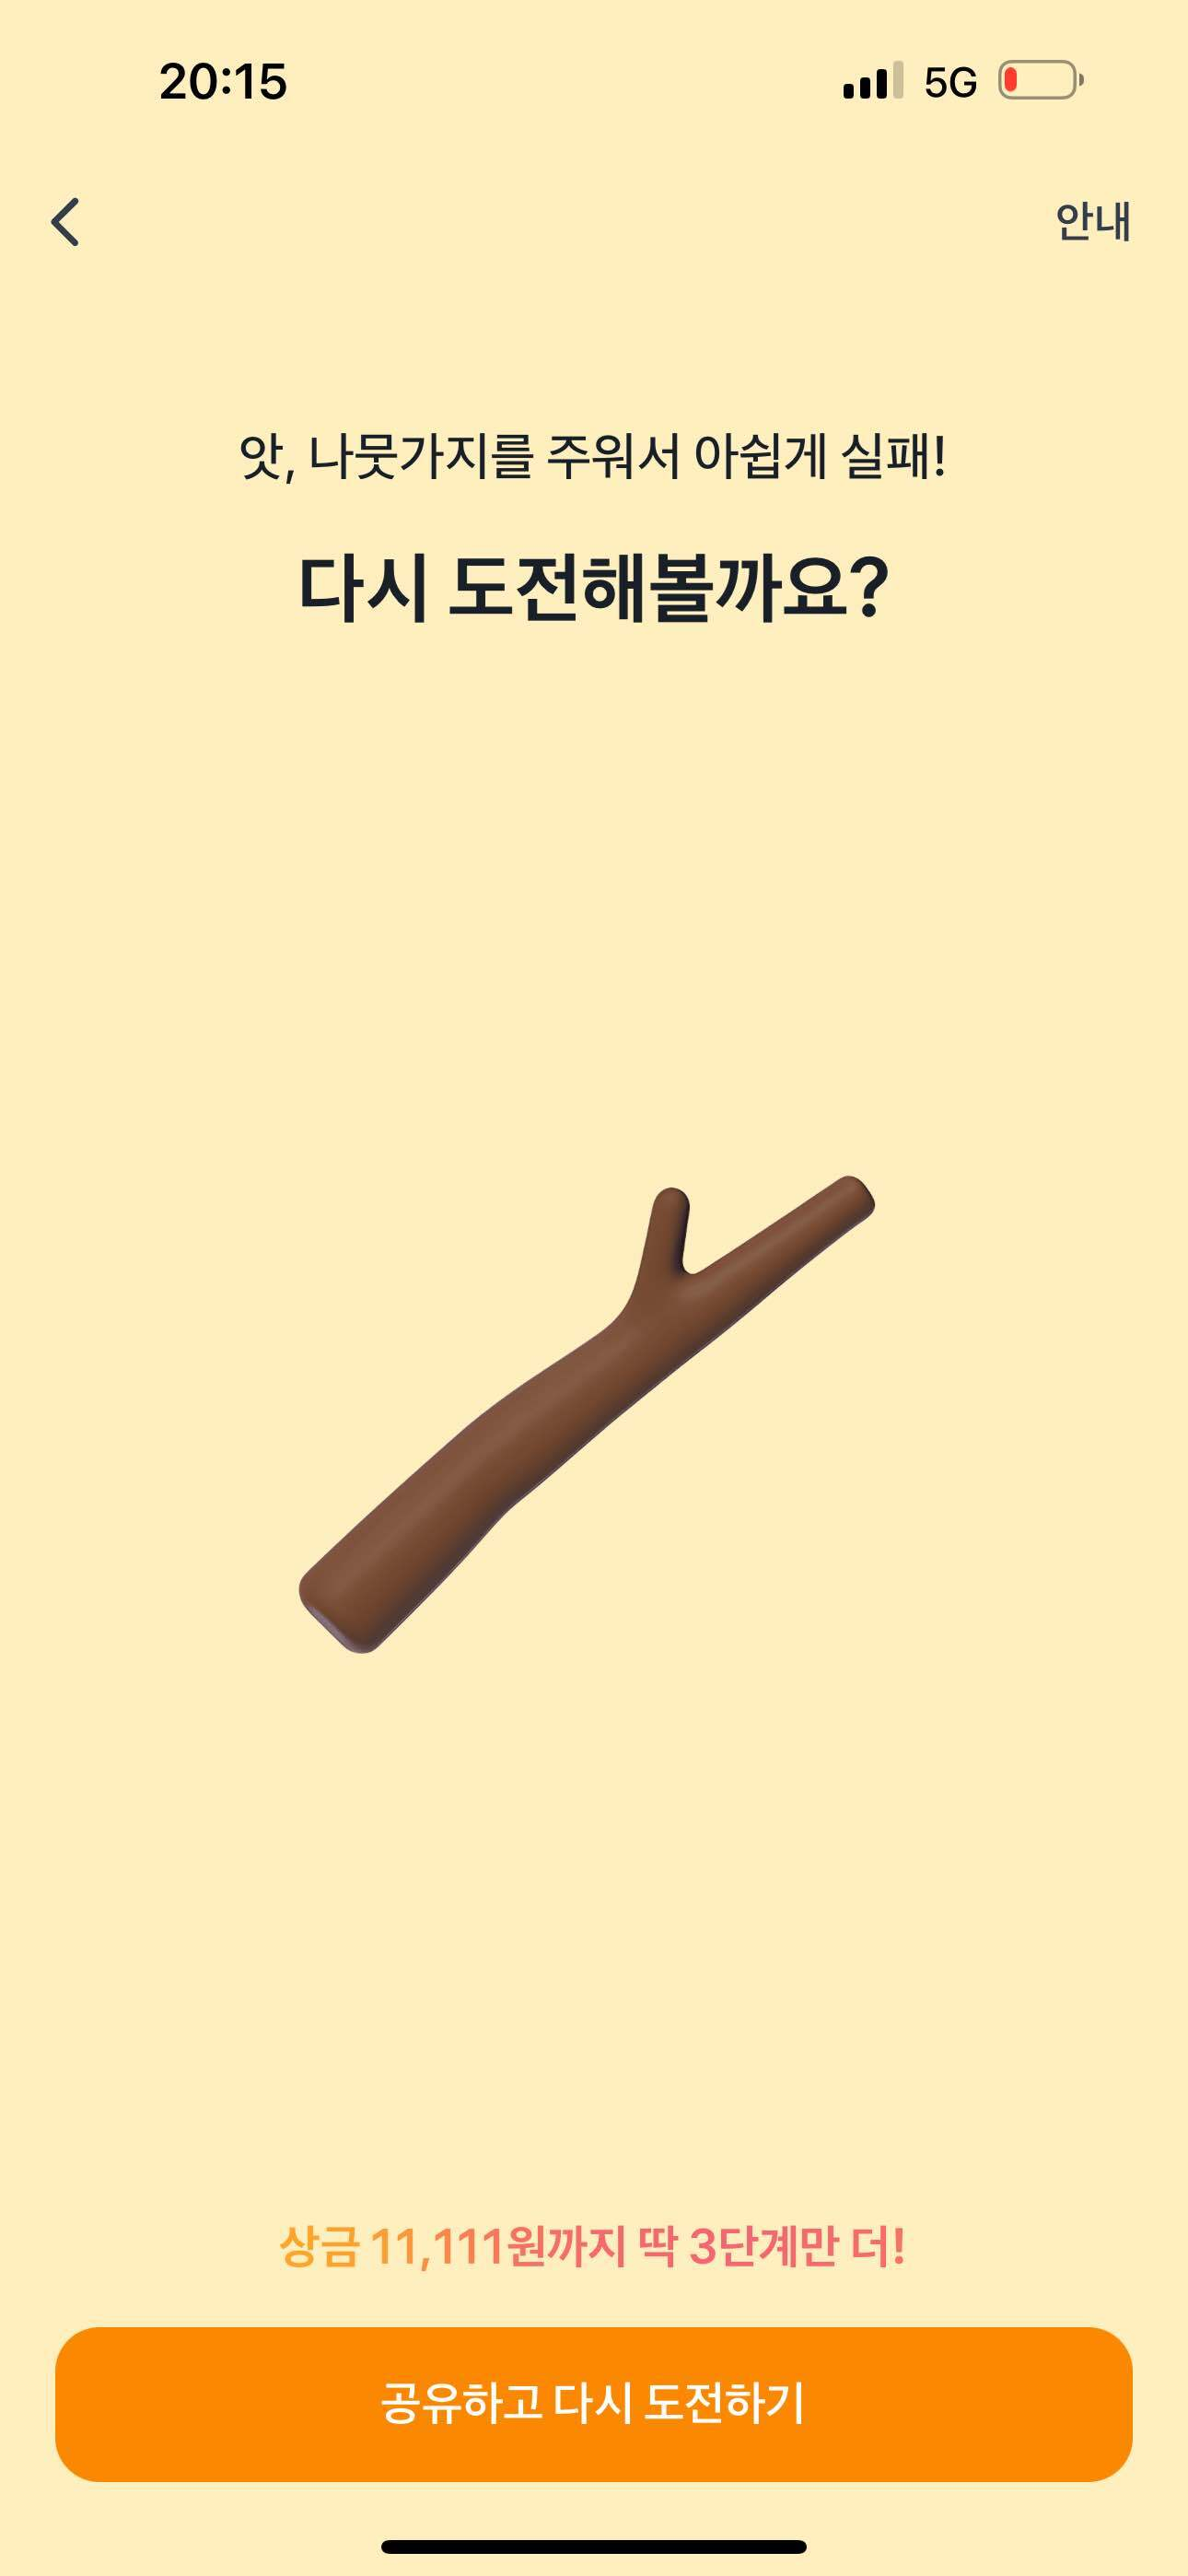 20:15
5G
안내
앗, 나뭇가지를 주워서 아쉽게 실패!
다시 도전해볼까요?
상금 11,111원까지 딱 3단계만 더!
공유하고 다시 도전하기